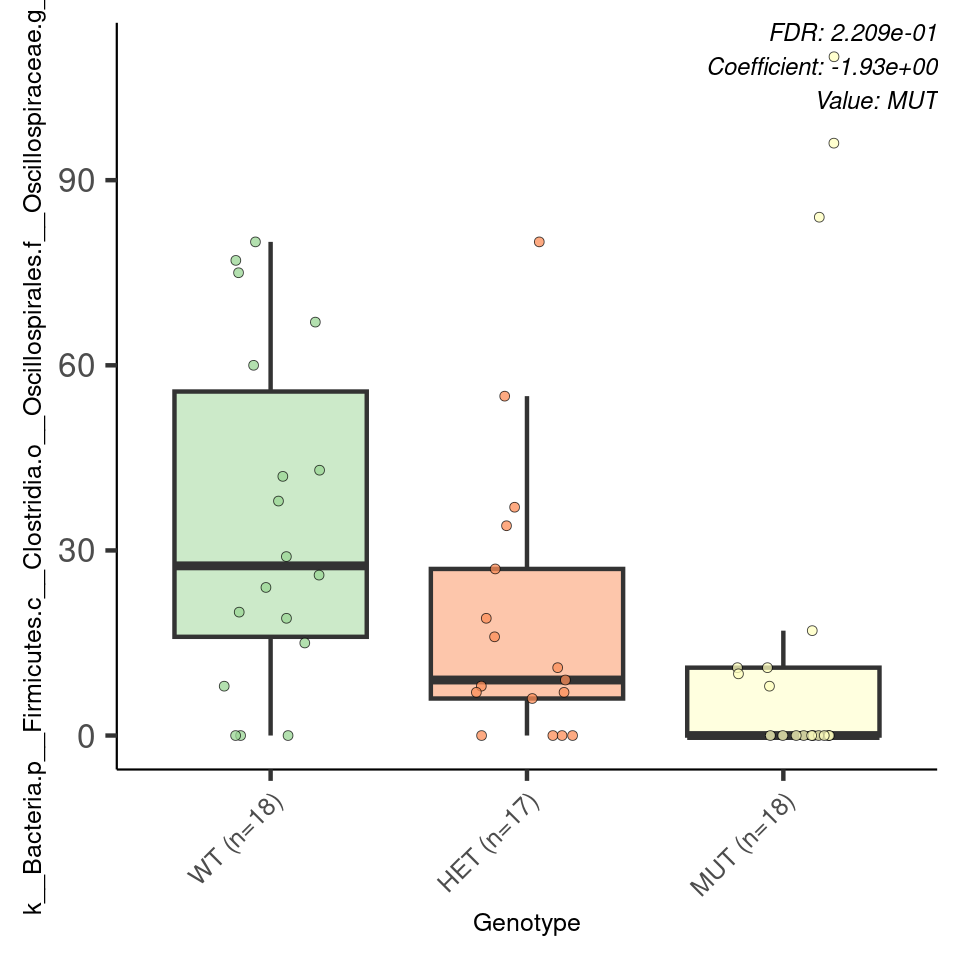 FDR: 2.209e-01
Coefficient: -1.93e+00
Value: MUT
k__Bacteria.p__Firmicutes.c__Clostridia.o__Oscillospirales.f__Oscillospiraceae.g_
90
60
30
0
WT (n=18)
HET (n=17)
MUT (n=18)
Genotype